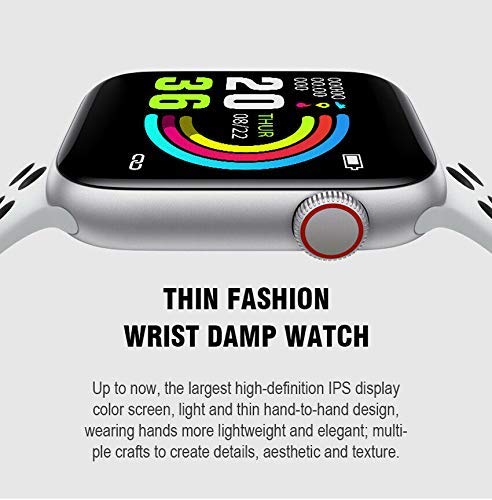 36
20
THUR
08/22
THIN FASHION
WRIST DAMP WATCH
Up to now, the largest high-definition IPS display
color screen, light and thin hand-to-hand design,
wearing hands more lightweight and elegant; multi-
ple crafts to create details, aesthetic and texture.